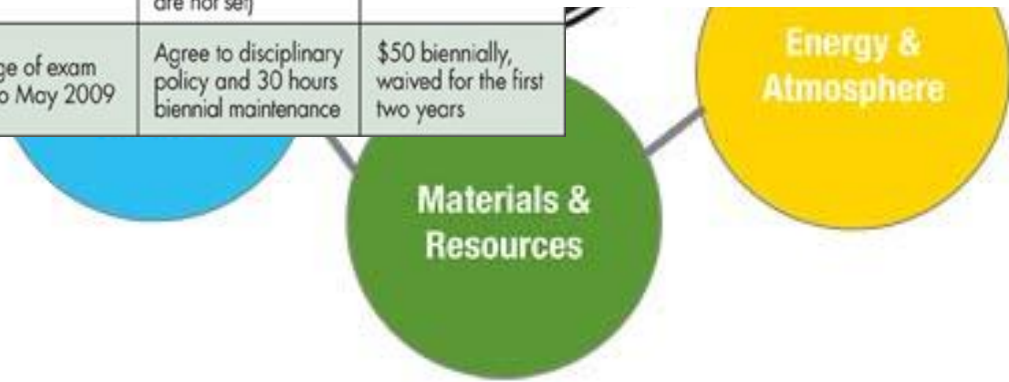 are not set)
ge of exam
o May 2009
Agree to disciplinary
policy and 30 hours
biennial maintenance
$50 biennially,
waived for the first
two years
Energy &
Atmosphere
Materials &
Resources